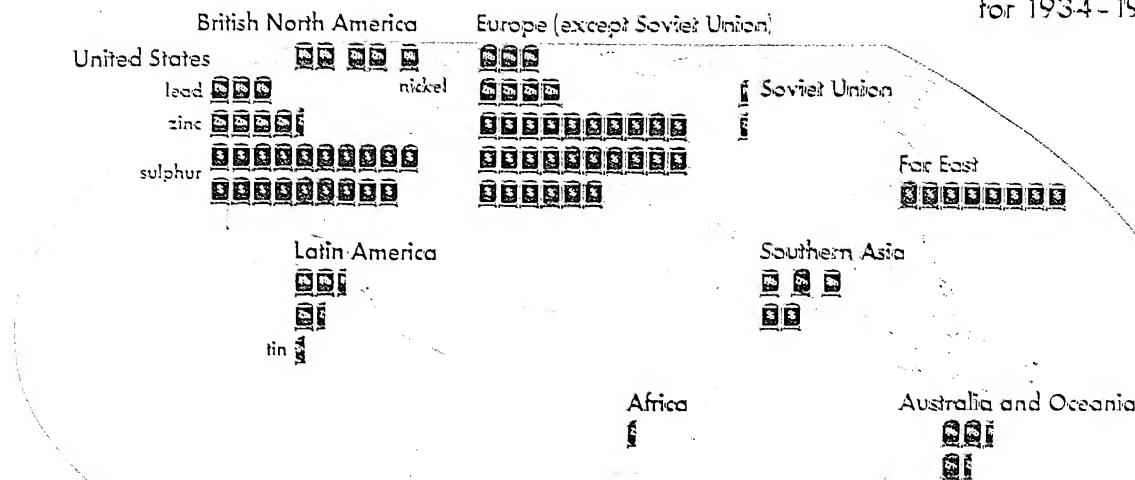 for 1934-19
British North America
Europe (except Soviet Union)
United States
nickel
lead
Soviet Union
zinc
sulphur
Far East
Latin America
Southern Asia
tin
Africa
Australia and Oceania